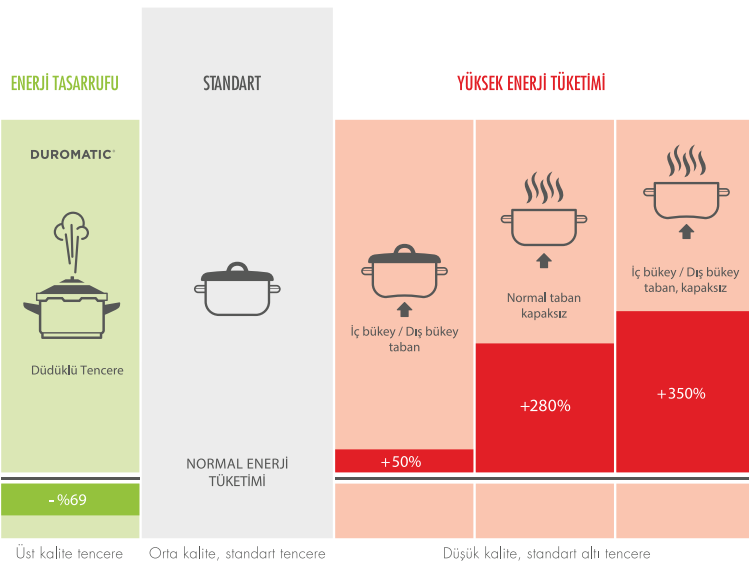 ENERJİ TASARRUFU
STANDART
YÜKSEK ENERJİ TÜKETİMİ
DUROMATIC®
Düdüklü Tencere
İç bükey / Dış bükey
taban
Normal taban
kapaksız
İç bükey / Dış bükey
taban, kapaksız
NORMAL ENERJİ
TÜKETİMİ
+50%
+280%
+350%
- %69
Üst kalite tencere
Orta kalite, standart tencere
Düşük kalite, standart altı tencere